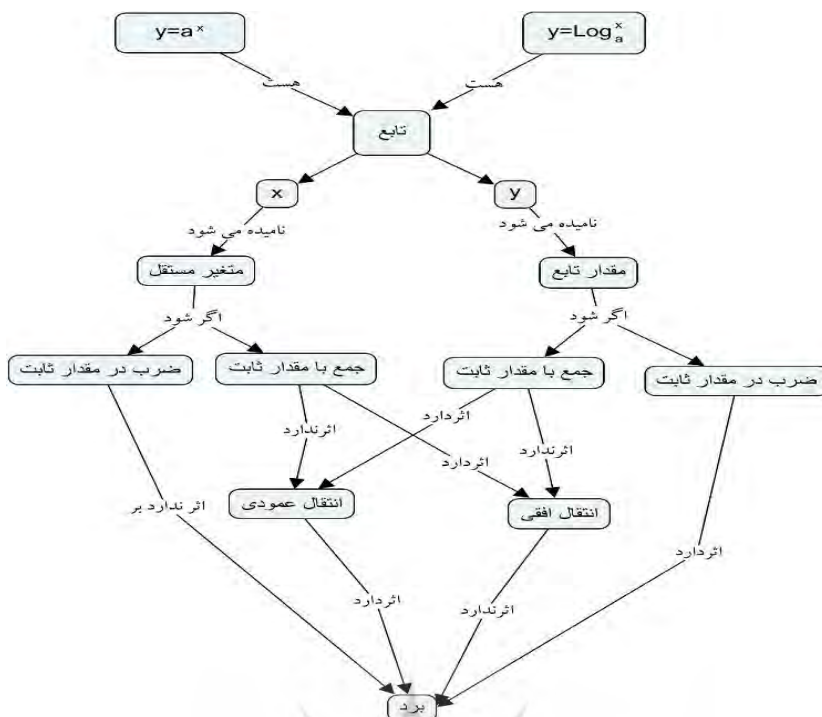 y=aˣ
y=Logₐˣ
هست
هست
تابع
x
y
نامیده می شود
نامیده می شود
متغیر مستقل
مقدار تابع
اگر شود
اگر شود
ضرب در مقدار ثابت
جمع با مقدار ثابت
جمع با مقدار ثابت
ضرب در مقدار ثابت
اثرندارد
اثردارد
اثردارد
اثرندارد
انتقال عمودی
انتقال افقی
اثر ندارد بر
اثردارد
اثردارد
اثرندارد
برد